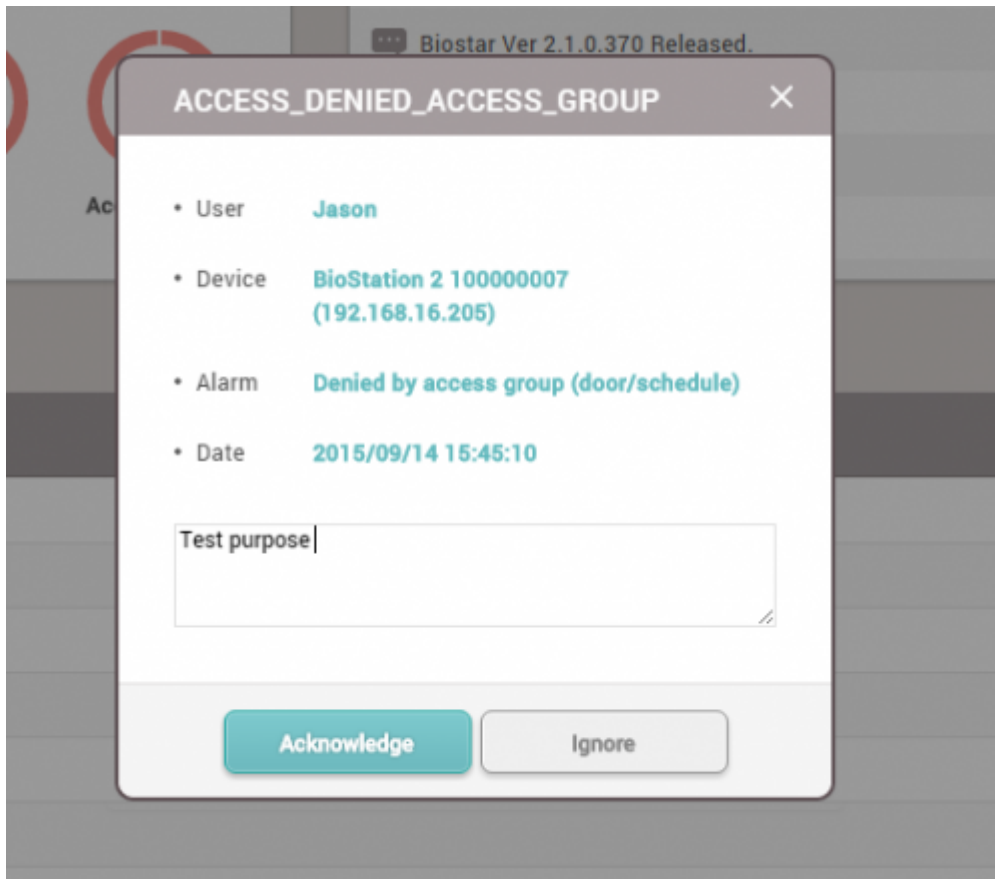 Biostar Ver 2.1.0.370 Released.
ACCESS_DENIED_ACCESS_GROUP
Ac
• User Jason
• Device BioStation 2 100000007
(192.168.16.205)
• Alarm Denied by access group (door/schedule)
• Date 2015/09/14 15:45:10
Test purpose
Acknowledge Ignore